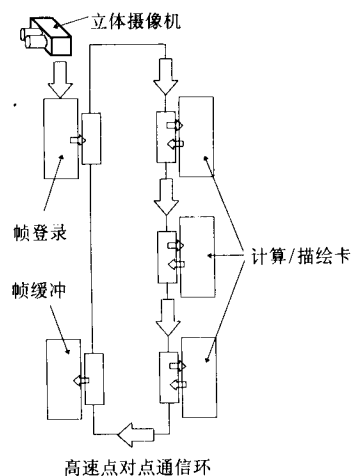 立体摄像机
帧登录
计算/描绘卡
帧缓冲
高速点对点通信环